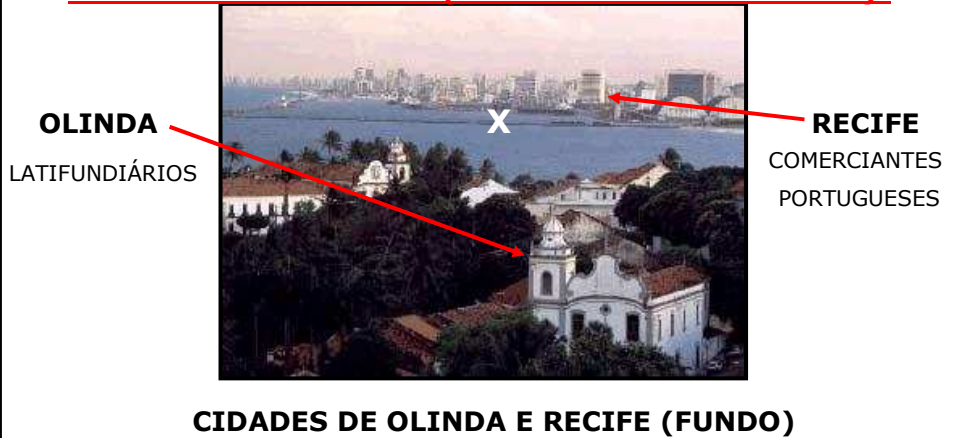 OLINDA
LATIFUNDIÁRIOS
X
RECIFE
COMERCIANTES
PORTUGUESES
CIDADES DE OLINDA E RECIFE (FUNDO)